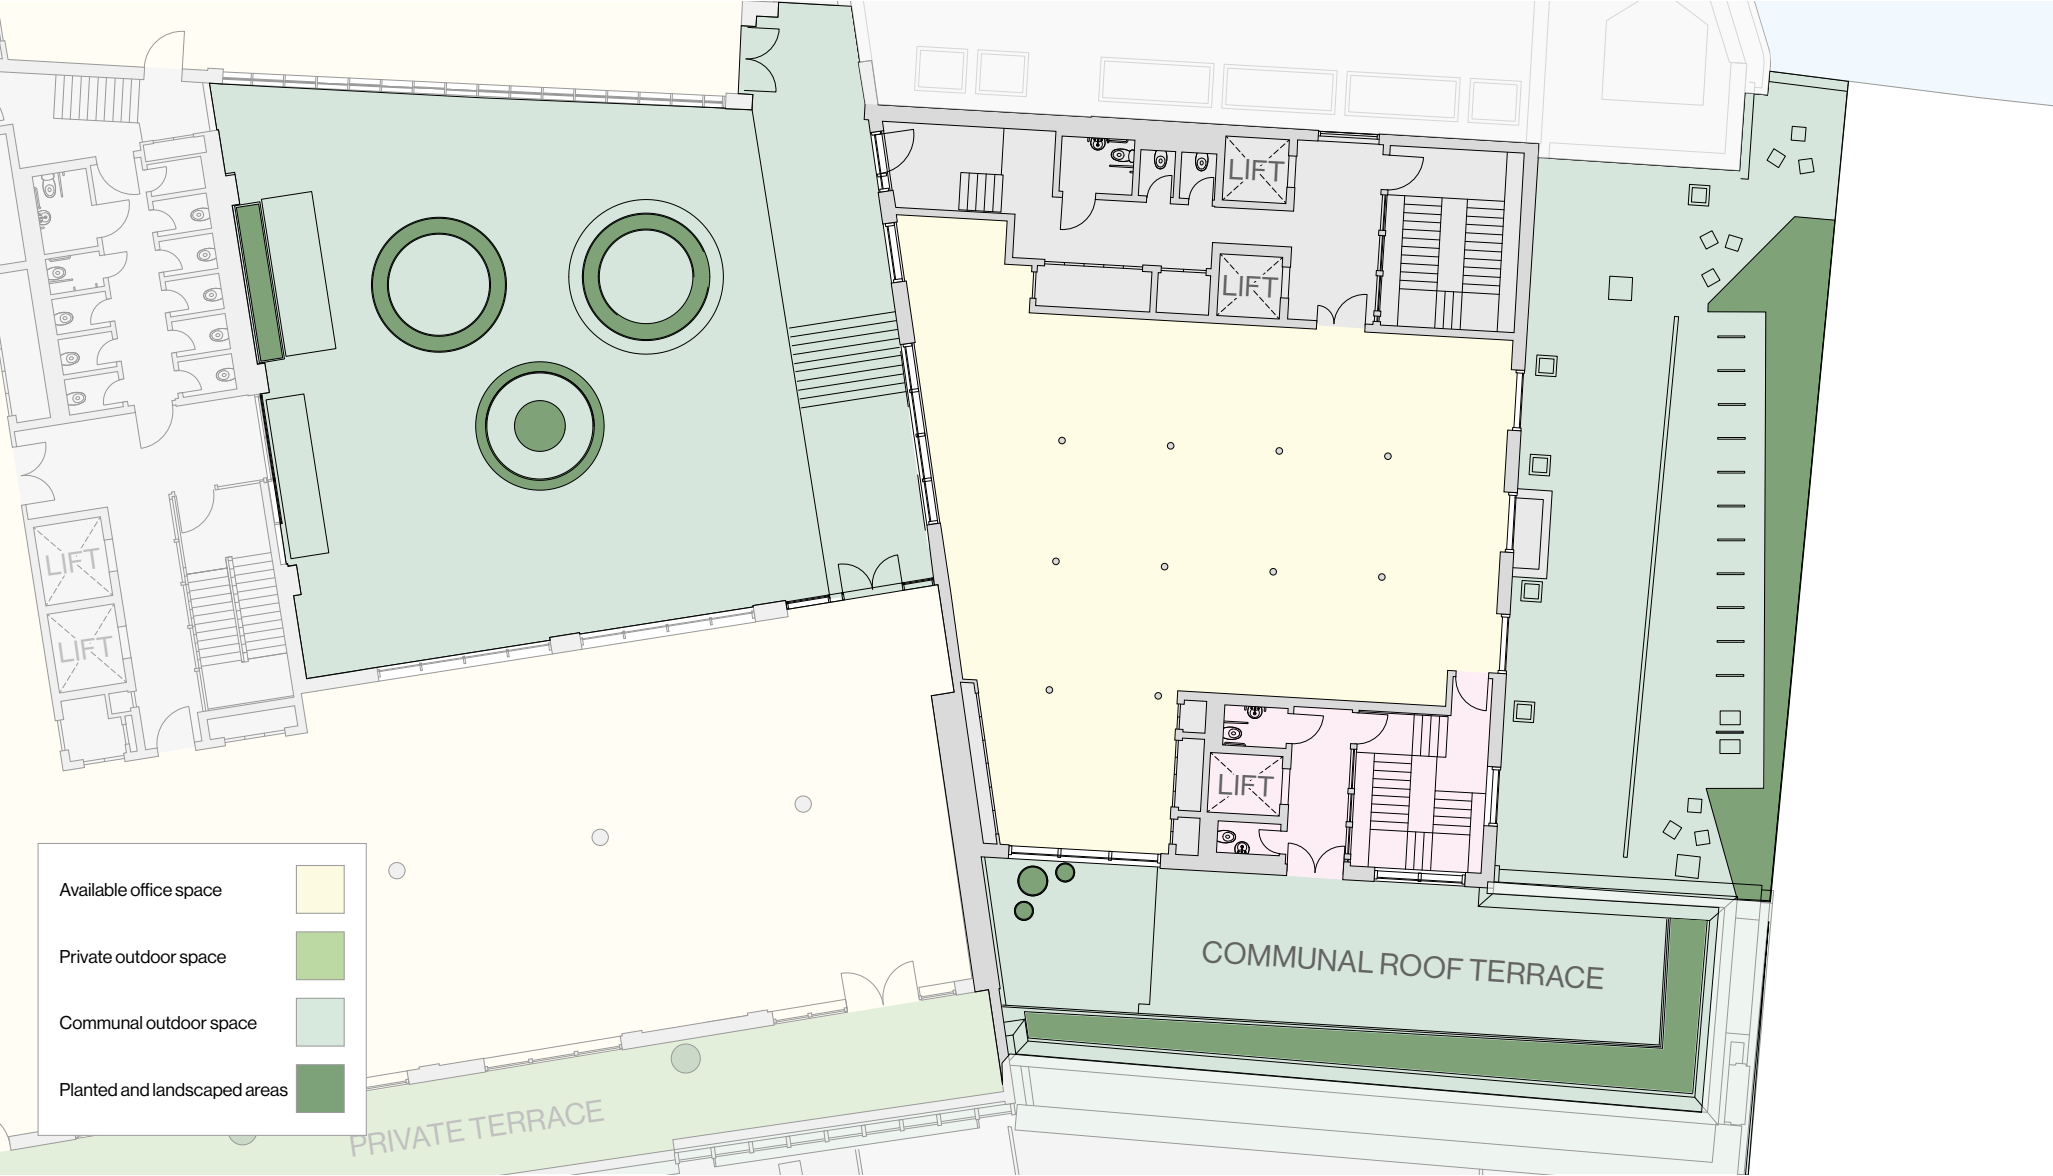 LIFT
LIFT
LIFT
LIFT
LIFT
COMMUNAL ROOF TERRACE
PRIVATE TERRACE
Available office space
Private outdoor space
Communal outdoor space
Planted and landscaped areas